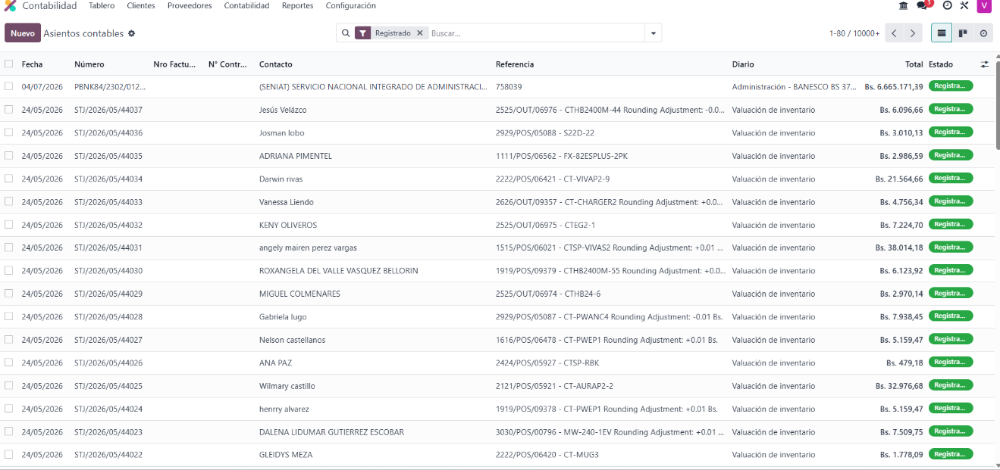 Contabilidad Tablero Clientes Proveedores Contabilidad Reportes Configuración 3 V
Nuevo Asientos contables Registrado Buscar... 1-80 / 10000+
Fecha Número Nro Factu... N° Contr... Contacto Referencia Diario Total Estado
04/07/2026 PBNK84/2302/012... (SENIAT) SERVICIO NACIONAL INTEGRADO DE ADMINISTRACI... 758039 Administración - BANESCO BS 37... Bs. 6.665.171,39 Registra...
24/05/2026 STJ/2026/05/44037 Jesús Velázco 2525/OUT/06976 - CTHB2400M-44 Rounding Adjustment: -0.0... Valuación de inventario Bs. 6.096,66 Registra...
24/05/2026 STJ/2026/05/44036 Josman lobo 2929/POS/05088 - S22D-22 Valuación de inventario Bs. 3.010,13 Registra...
24/05/2026 STJ/2026/05/44035 ADRIANA PIMENTEL 1111/POS/06562 - FX-82ESPLUS-2PK Valuación de inventario Bs. 2.986,59 Registra...
24/05/2026 STJ/2026/05/44034 Darwin rivas 2222/POS/06421 - CT-VIVAP2-9 Valuación de inventario Bs. 21.564,66 Registra...
24/05/2026 STJ/2026/05/44033 Vanessa Liendo 2626/OUT/09357 - CT-CHARGER2 Rounding Adjustment: +0.0... Valuación de inventario Bs. 4.756,34 Registra...
24/05/2026 STJ/2026/05/44032 KENY OLIVEROS 2525/OUT/06975 - CTEG2-1 Valuación de inventario Bs. 7.224,70 Registra...
24/05/2026 STJ/2026/05/44031 angely mairen perez vargas 1515/POS/06021 - CTSP-VIVAS2 Rounding Adjustment: +0.01 ... Valuación de inventario Bs. 38.014,18 Registra...
24/05/2026 STJ/2026/05/44030 ROXANGELA DEL VALLE VASQUEZ BELLORIN 1919/POS/09379 - CTHB2400M-55 Rounding Adjustment: +0.0... Valuación de inventario Bs. 6.123,92 Registra...
24/05/2026 STJ/2026/05/44029 MIGUEL COLMENARES 2525/OUT/06974 - CTHB24-6 Valuación de inventario Bs. 2.970,14 Registra...
24/05/2026 STJ/2026/05/44028 Gabriela lugo 2929/POS/05087 - CT-PWANC4 Rounding Adjustment: -0.01 Bs. Valuación de inventario Bs. 7.938,45 Registra...
24/05/2026 STJ/2026/05/44027 Nelson castellanos 1616/POS/06478 - CT-PWEP1 Rounding Adjustment: +0.01 Bs. Valuación de inventario Bs. 5.159,47 Registra...
24/05/2026 STJ/2026/05/44026 ANA PAZ 2424/POS/05927 - CTSP-RBK Valuación de inventario Bs. 479,18 Registra...
24/05/2026 STJ/2026/05/44025 Wilmary castillo 2121/POS/05921 - CT-AURAP2-2 Valuación de inventario Bs. 32.976,68 Registra...
24/05/2026 STJ/2026/05/44024 henrry alvarez 1919/POS/09378 - CT-PWEP1 Rounding Adjustment: +0.01 Bs. Valuación de inventario Bs. 5.159,47 Registra...
24/05/2026 STJ/2026/05/44023 DALENA LIDUMAR GUTIERREZ ESCOBAR 3030/POS/00796 - MW-240-1EV Rounding Adjustment: +0.01 ... Valuación de inventario Bs. 7.509,75 Registra...
24/05/2026 STJ/2026/05/44022 GLEIDYS MEZA 2222/POS/06420 - CT-MUG3 Valuación de inventario Bs. 1.778,09 Registra...